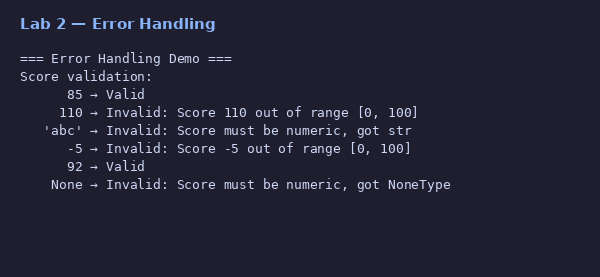 Lab 2 — Error Handling
=== Error Handling Demo ===
Score validation:
      85 → Valid
     110 → Invalid: Score 110 out of range [0, 100]
   'abc' → Invalid: Score must be numeric, got str
      -5 → Invalid: Score -5 out of range [0, 100]
      92 → Valid
    None → Invalid: Score must be numeric, got NoneType